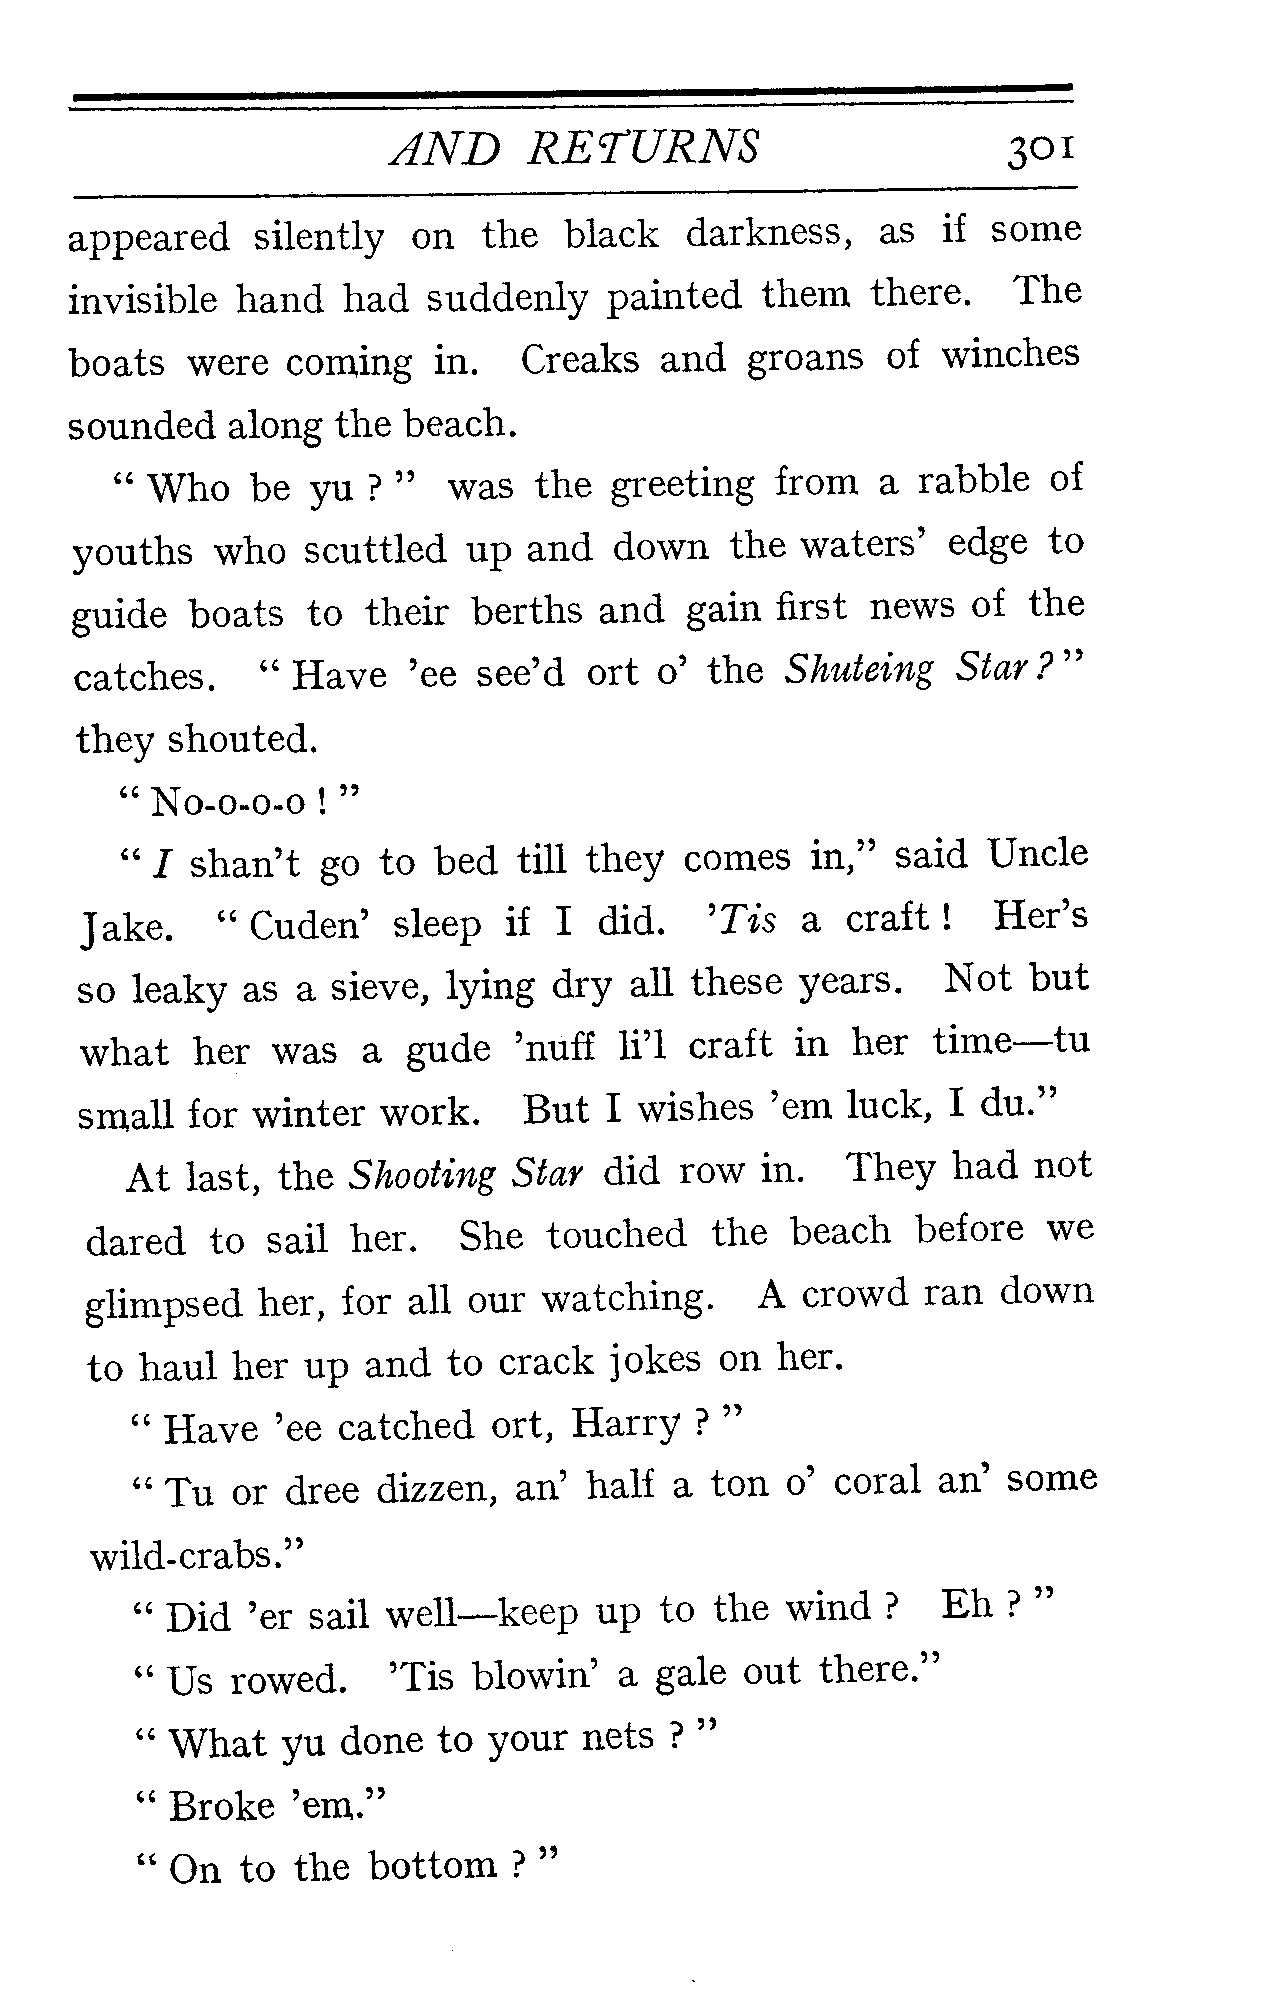 AND RETURNS 301
appeared silently on the black darkness, as if some
invisible hand had suddenly painted them there. The
boats were coming in. Creaks and groans of winches
sounded along the beach.
“ Who be yu ? ” was the greeting from a rabble of
youths who scuttled up and down the waters’ edge to
guide boats to their berths and gain first news of the
catches. “ Have ’ee see’d ort o’ the Shuteing Star ? ”
they shouted.
“ No-o-o-o ! ”
“ I shan’t go to bed till they comes in,” said Uncle
Jake. “ Cuden’ sleep if I did. ’Tis a craft ! Her’s
so leaky as a sieve, lying dry all these years. Not but
what her was a gude ’nuff li’l craft in her time—tu
small for winter work. But I wishes ’em luck, I du.”
At last, the Shooting Star did row in. They had not
dared to sail her. She touched the beach before we
glimpsed her, for all our watching. A crowd ran down
to haul her up and to crack jokes on her.
“ Have ’ee catched ort, Harry ? ”
“ Tu or dree dizzen, an’ half a ton o’ coral an’ some
wild-crabs.”
“ Did ’er sail well—keep up to the wind ? Eh ? ”
“ Us rowed. ’Tis blowin’ a gale out there.”
“ What yu done to your nets ? ”
“ Broke ’em.”
“ On to the bottom ? ”